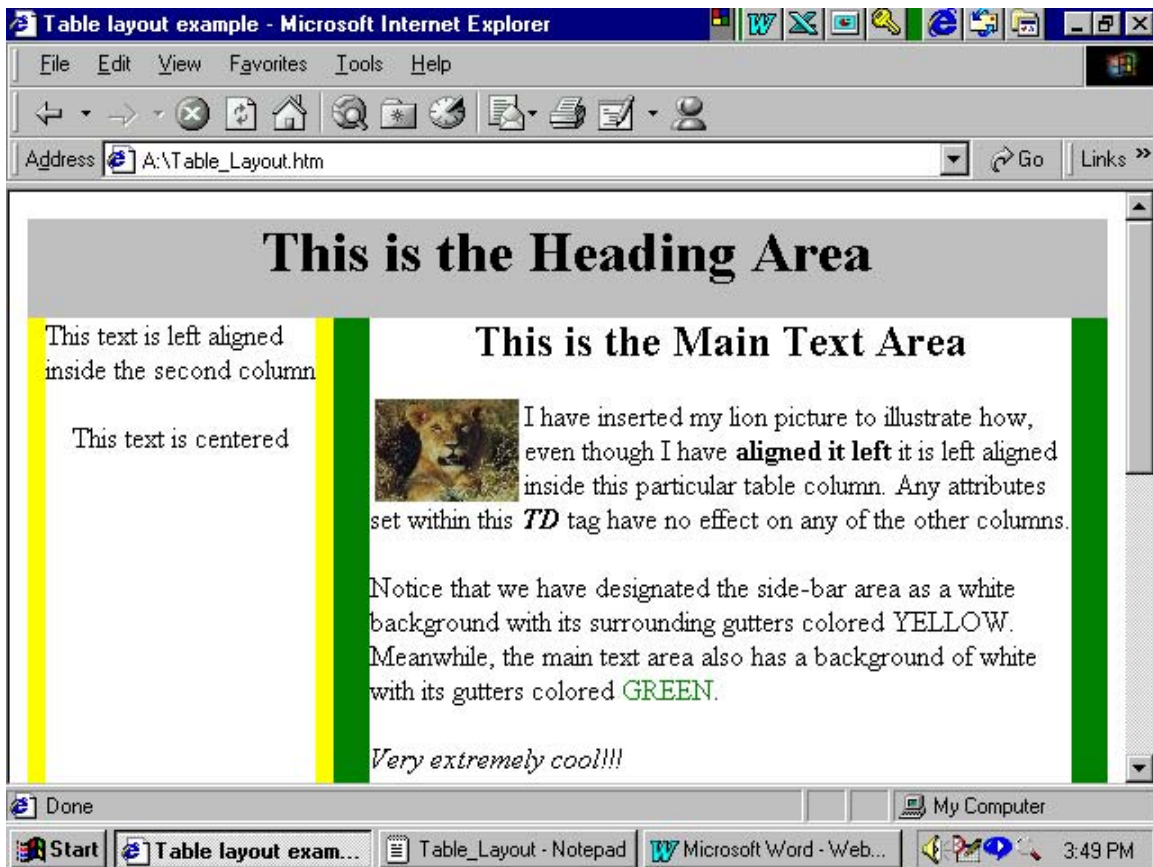 Table layout example - Microsoft Internet Explorer
File Edit View Favorites Tools Help
Address A:\Table_Layout.htm Go Links »
This is the Heading Area
This text is left aligned
inside the second column
This text is centered
This is the Main Text Area
I have inserted my lion picture to illustrate how,
even though I have aligned it left it is left aligned
inside this particular table column. Any attributes
set within this TD tag have no effect on any of the other columns.
Notice that we have designated the side-bar area as a white
background with its surrounding gutters colored YELLOW.
Meanwhile, the main text area also has a background of white
with its gutters colored GREEN.
Very extremely cool!!!
Done My Computer
Start Table layout exam... Table_Layout - Notepad Microsoft Word - Web... 3:49 PM